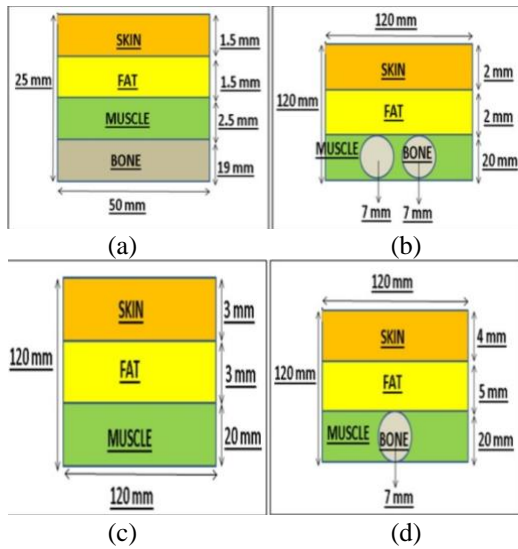 SKIN
FAT
MUSCLE
BONE
25 mm
1.5 mm
1.5 mm
2.5 mm
19 mm
50 mm
(a)
120 mm
SKIN
FAT
MUSCLE
BONE
120 mm
2 mm
2 mm
20 mm
7 mm
7 mm
(b)
SKIN
FAT
MUSCLE
120 mm
3 mm
3 mm
20 mm
120 mm
(c)
120 mm
SKIN
FAT
MUSCLE
BONE
120 mm
4 mm
5 mm
20 mm
7 mm
(d)